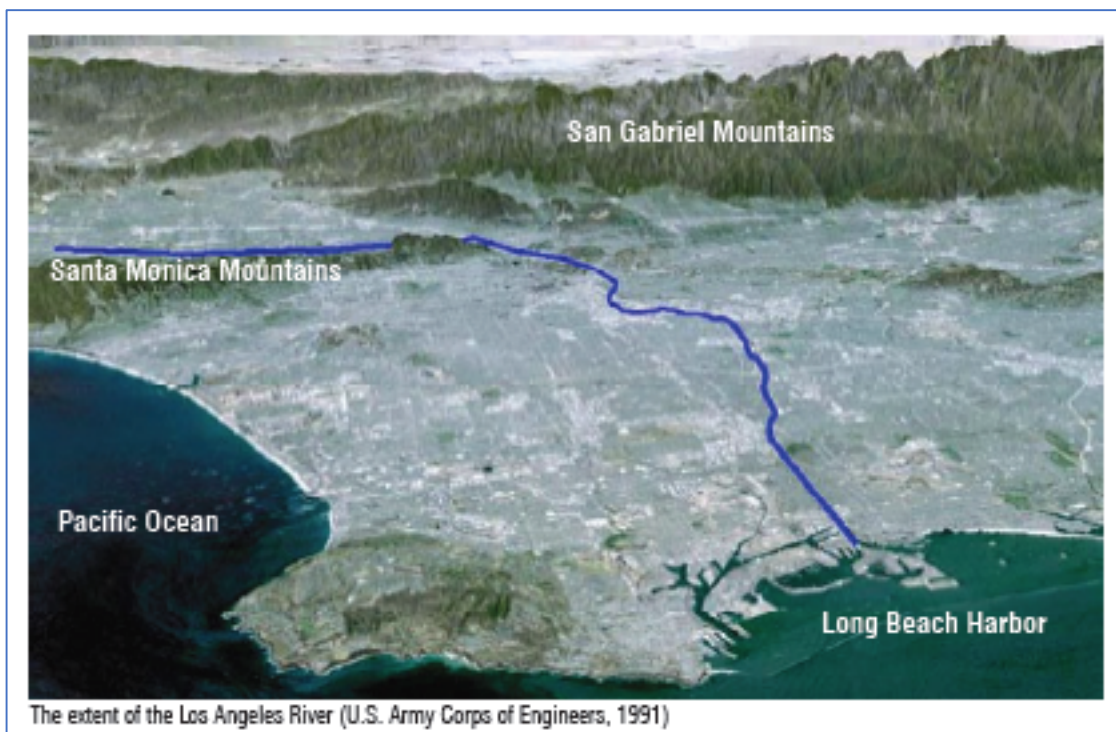 San Gabriel Mountains
Santa Monica Mountains
Pacific Ocean
Long Beach Harbor
The extent of the Los Angeles River (U.S. Army Corps of Engineers, 1991)